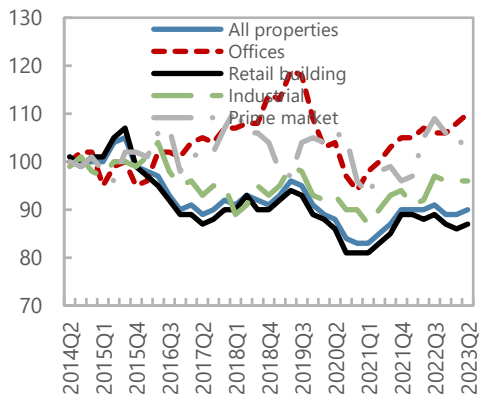 130
120
110
100
90
80
70
All properties
Offices
Retail building
Industrial
Prime market
2014Q2
2015Q1
2015Q4
2016Q3
2017Q2
2018Q1
2018Q4
2019Q3
2020Q2
2021Q1
2021Q4
2022Q3
2023Q2